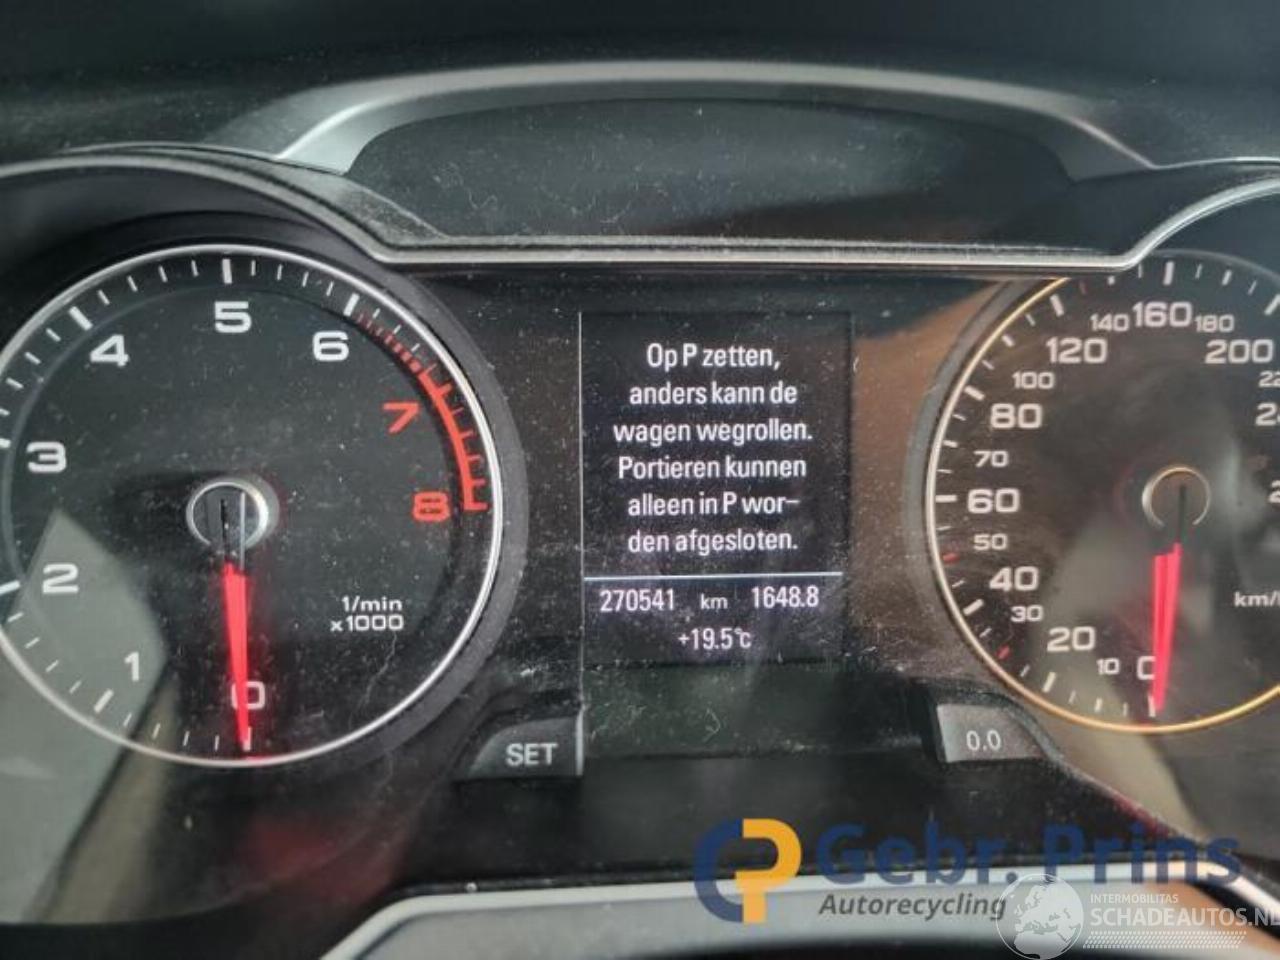 Op P zetten,
anders kann de
wagen wegrollen.
Portieren kunnen
alleen in P wor-
den afgesloten.
270541 km 1648.8
+19.5°C
0 1 2 3 4 5 6 7 8
1/min
x1000
SET
0 10 20 30 40 50 60 70 80 100 120 140 160 180 200
km/
0.0
Gebr. Prins
Autorecycling
INTERMOBILITAS
SCHADEAUTOS.NL